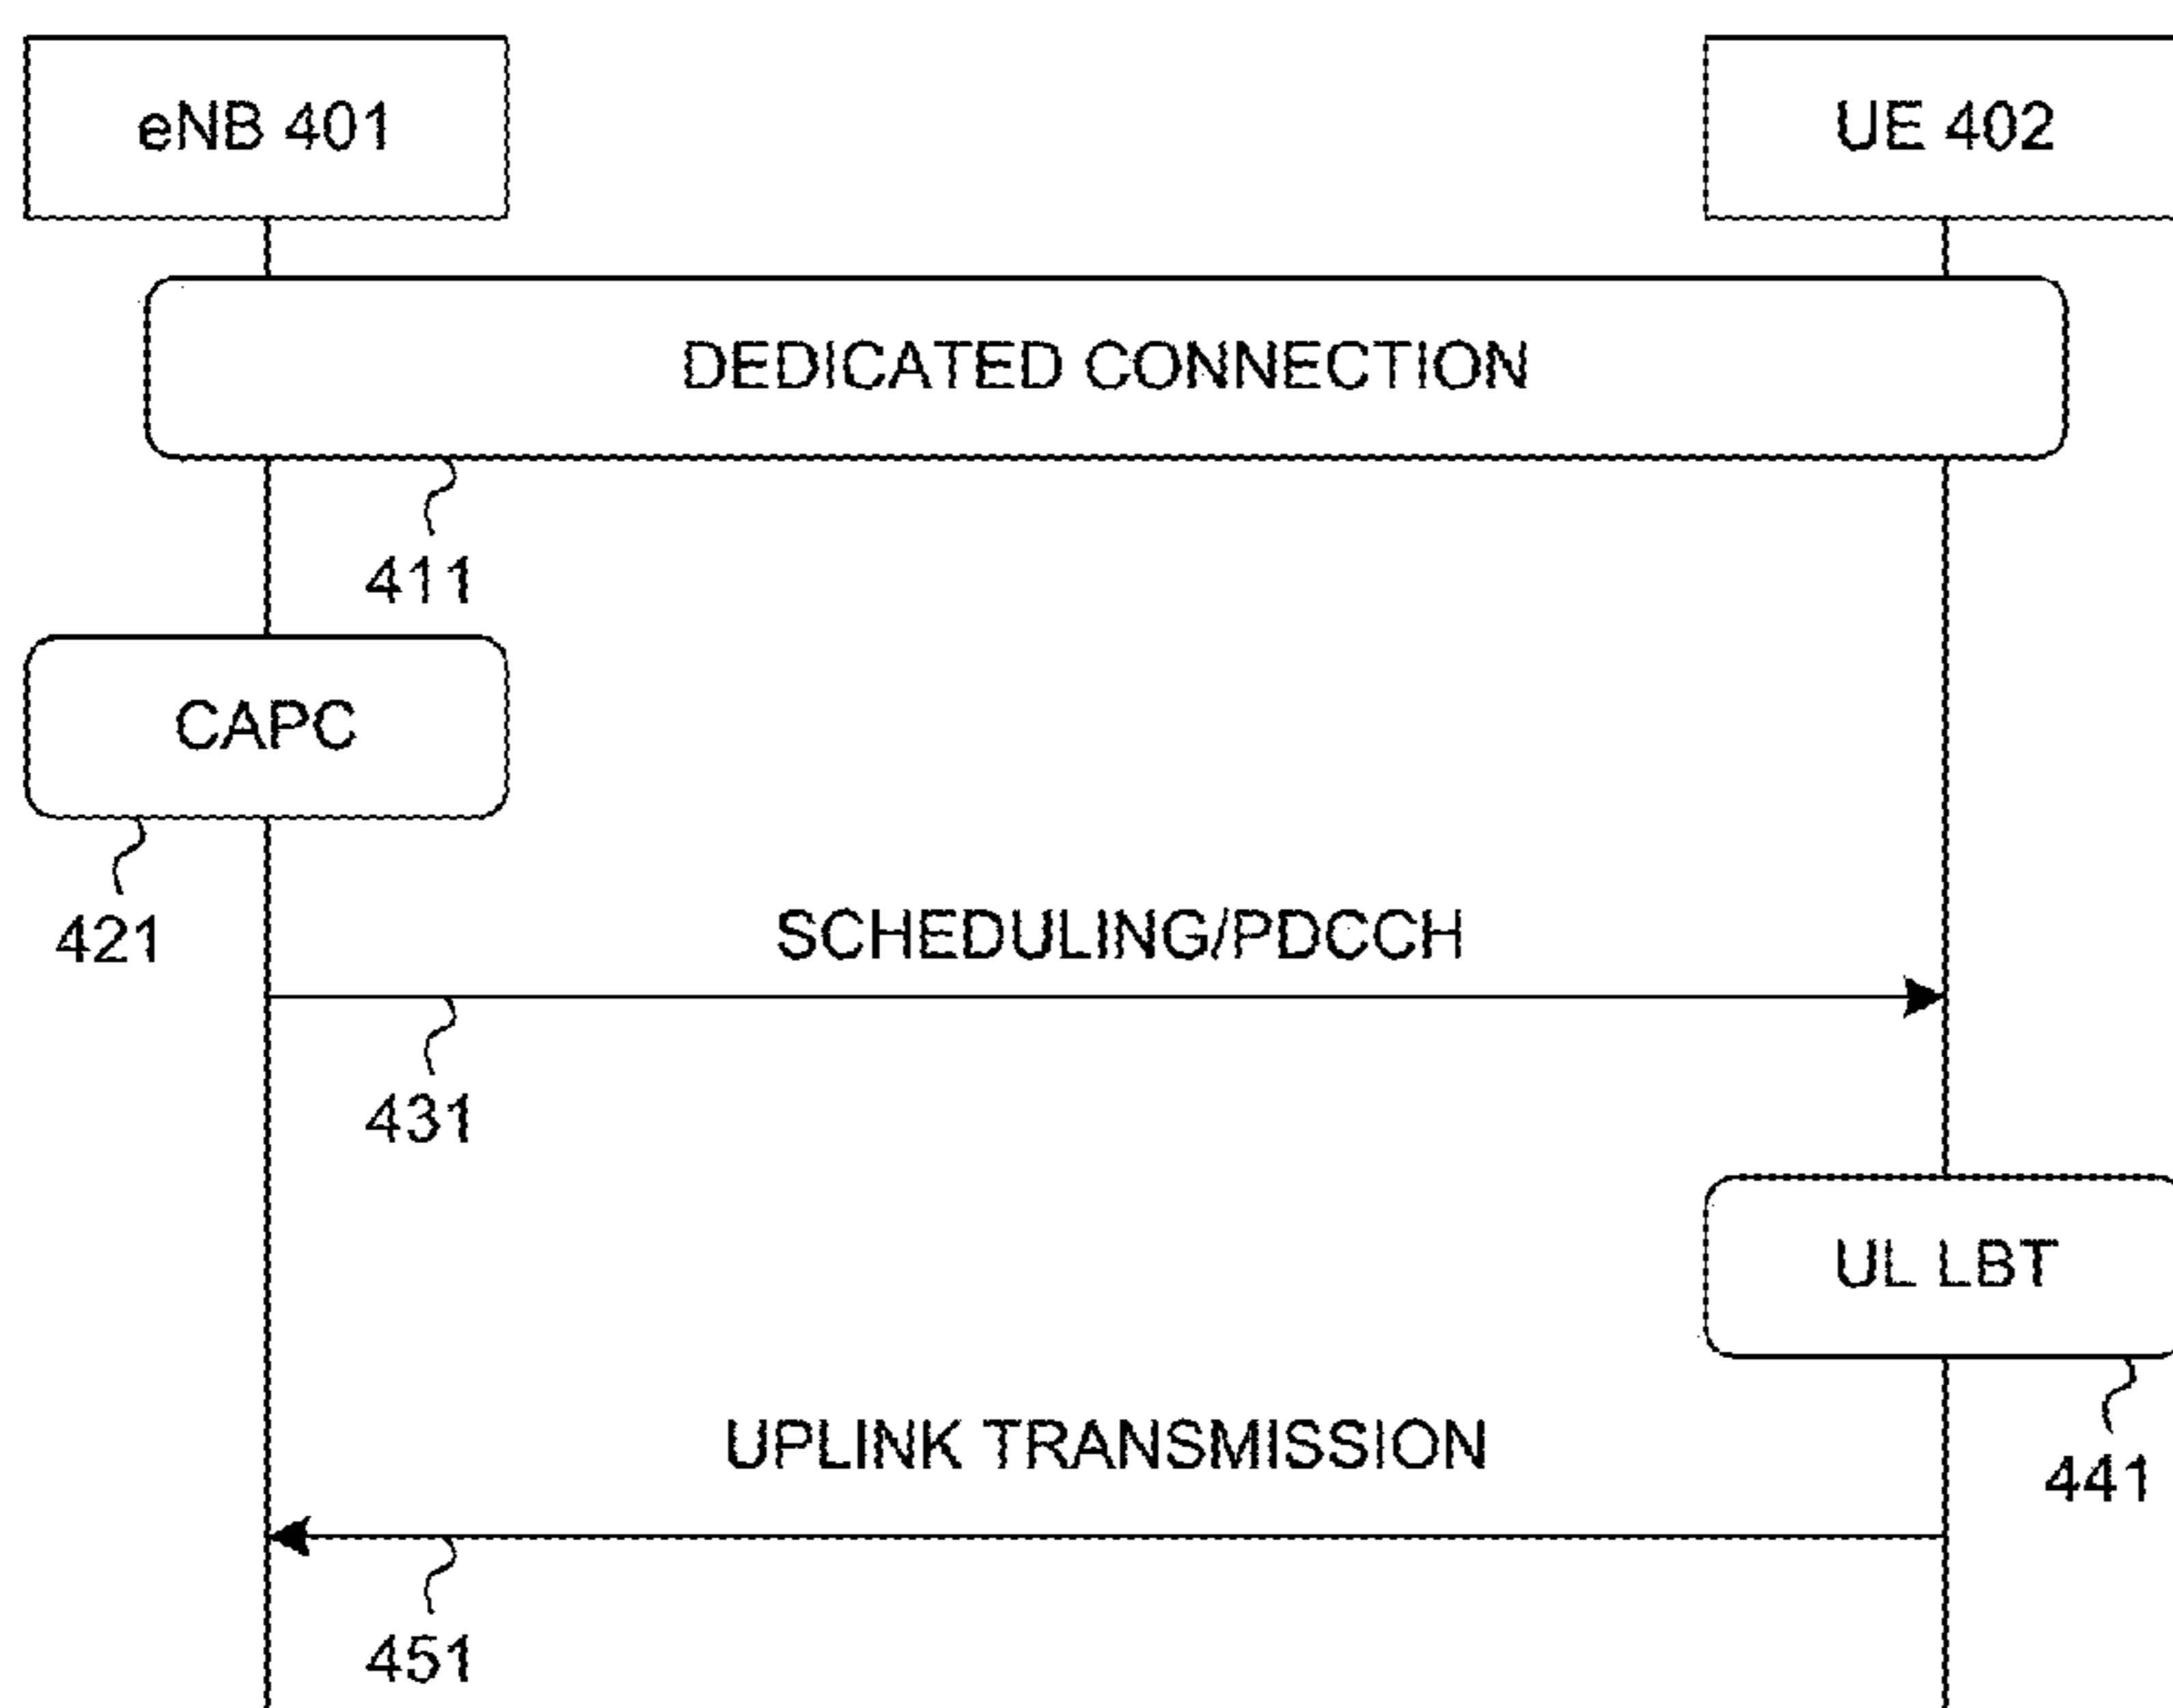 eNB 401
UE 402
DEDICATED CONNECTION
411
CAPC
421
SCHEDULING/PDCCH
431
UL LBT
441
UPLINK TRANSMISSION
451